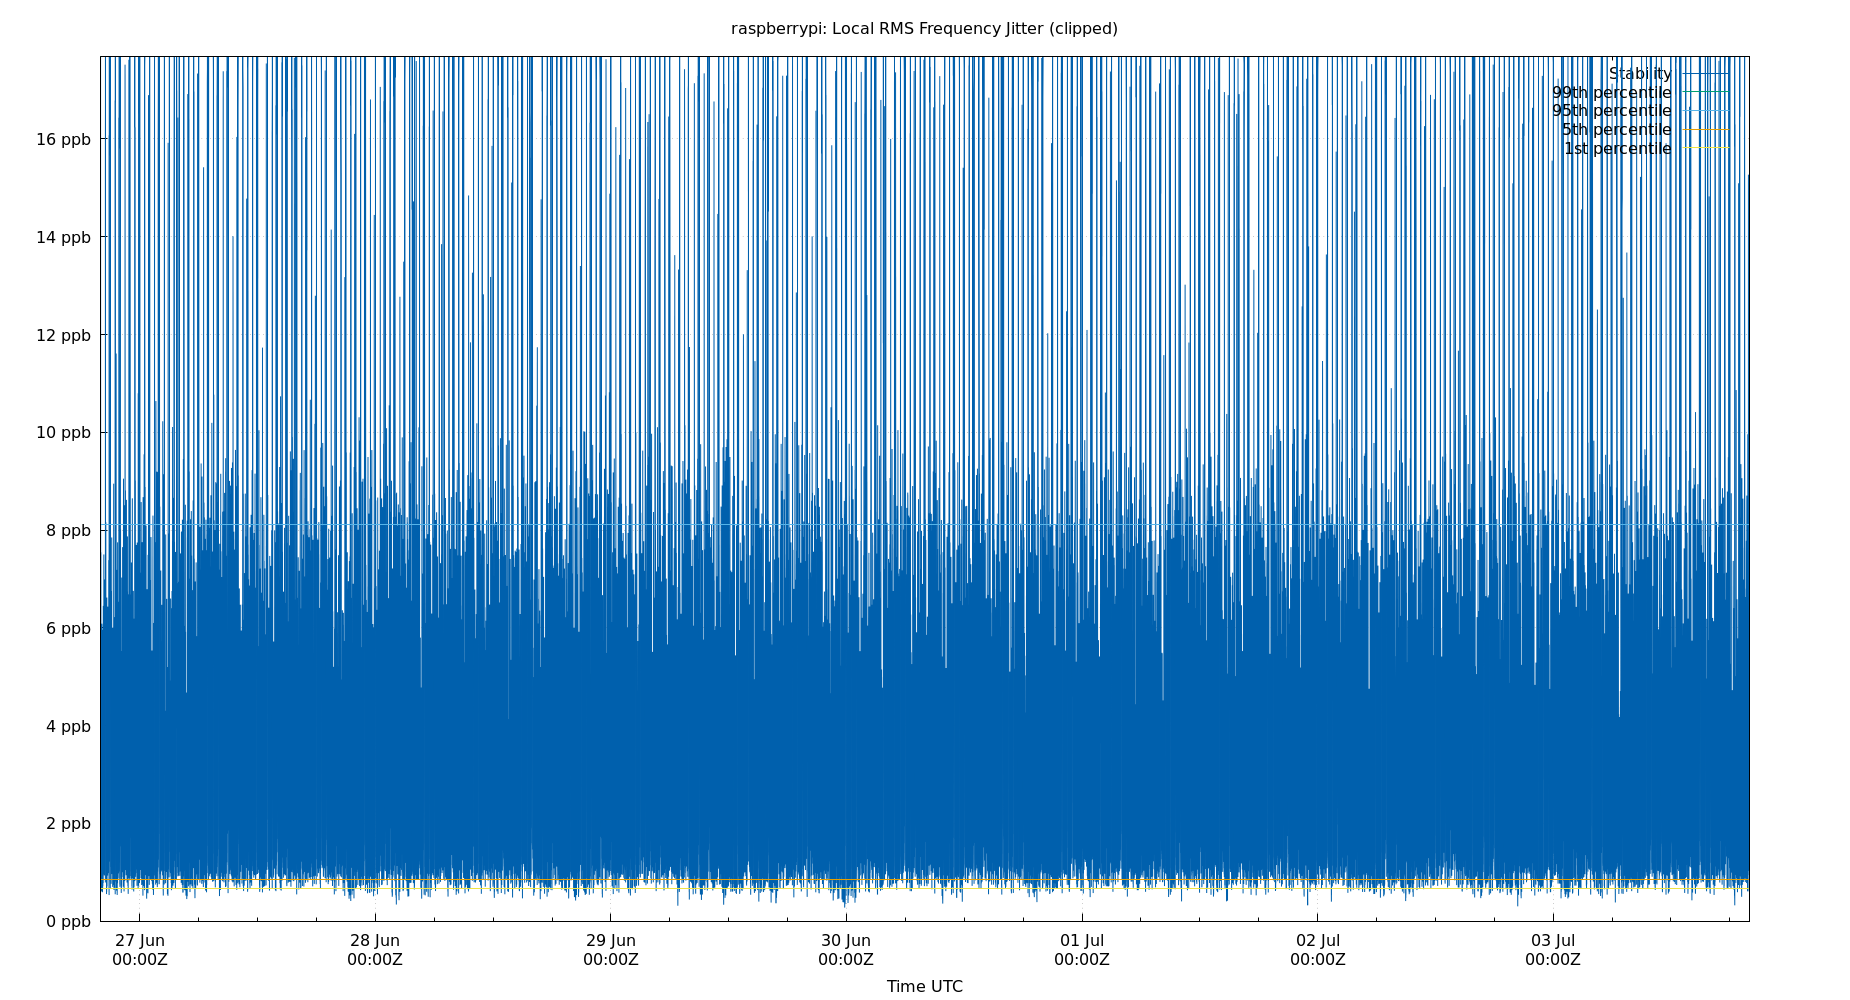 raspberrypi: Local RMS Frequency Jitter (clipped)
Stability
99th percentile
95th percentile
5th percentile
1st percentile
16 ppb
14 ppb
12 ppb
10 ppb
8 ppb
6 ppb
4 ppb
2 ppb
0 ppb
27 Jun 28 Jun 29 Jun 30 Jun 01 Jul 02 Jul 03 Jul
00:00Z 00:00Z 00:00Z 00:00Z 00:00Z 00:00Z 00:00Z
Time UTC